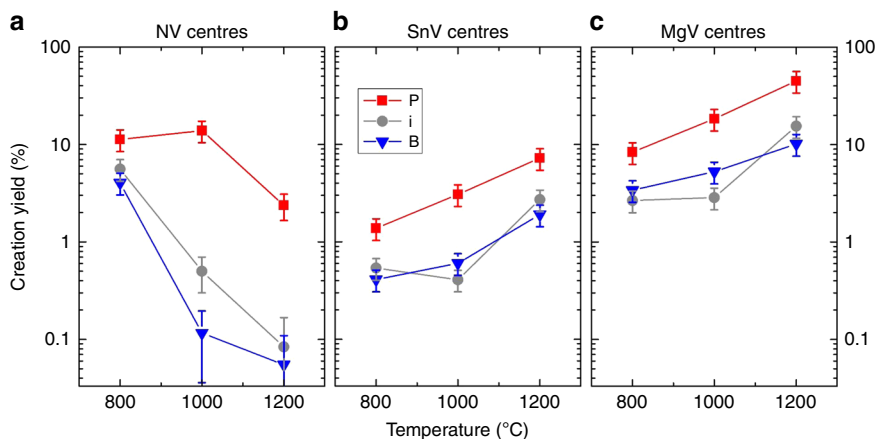 a NV centres
b SnV centres
c MgV centres
100
10
1
0.1
Creation yield (%)
P
i
B
100
10
1
0.1
800 1000 1200
800 1000 1200
800 1000 1200
Temperature (°C)